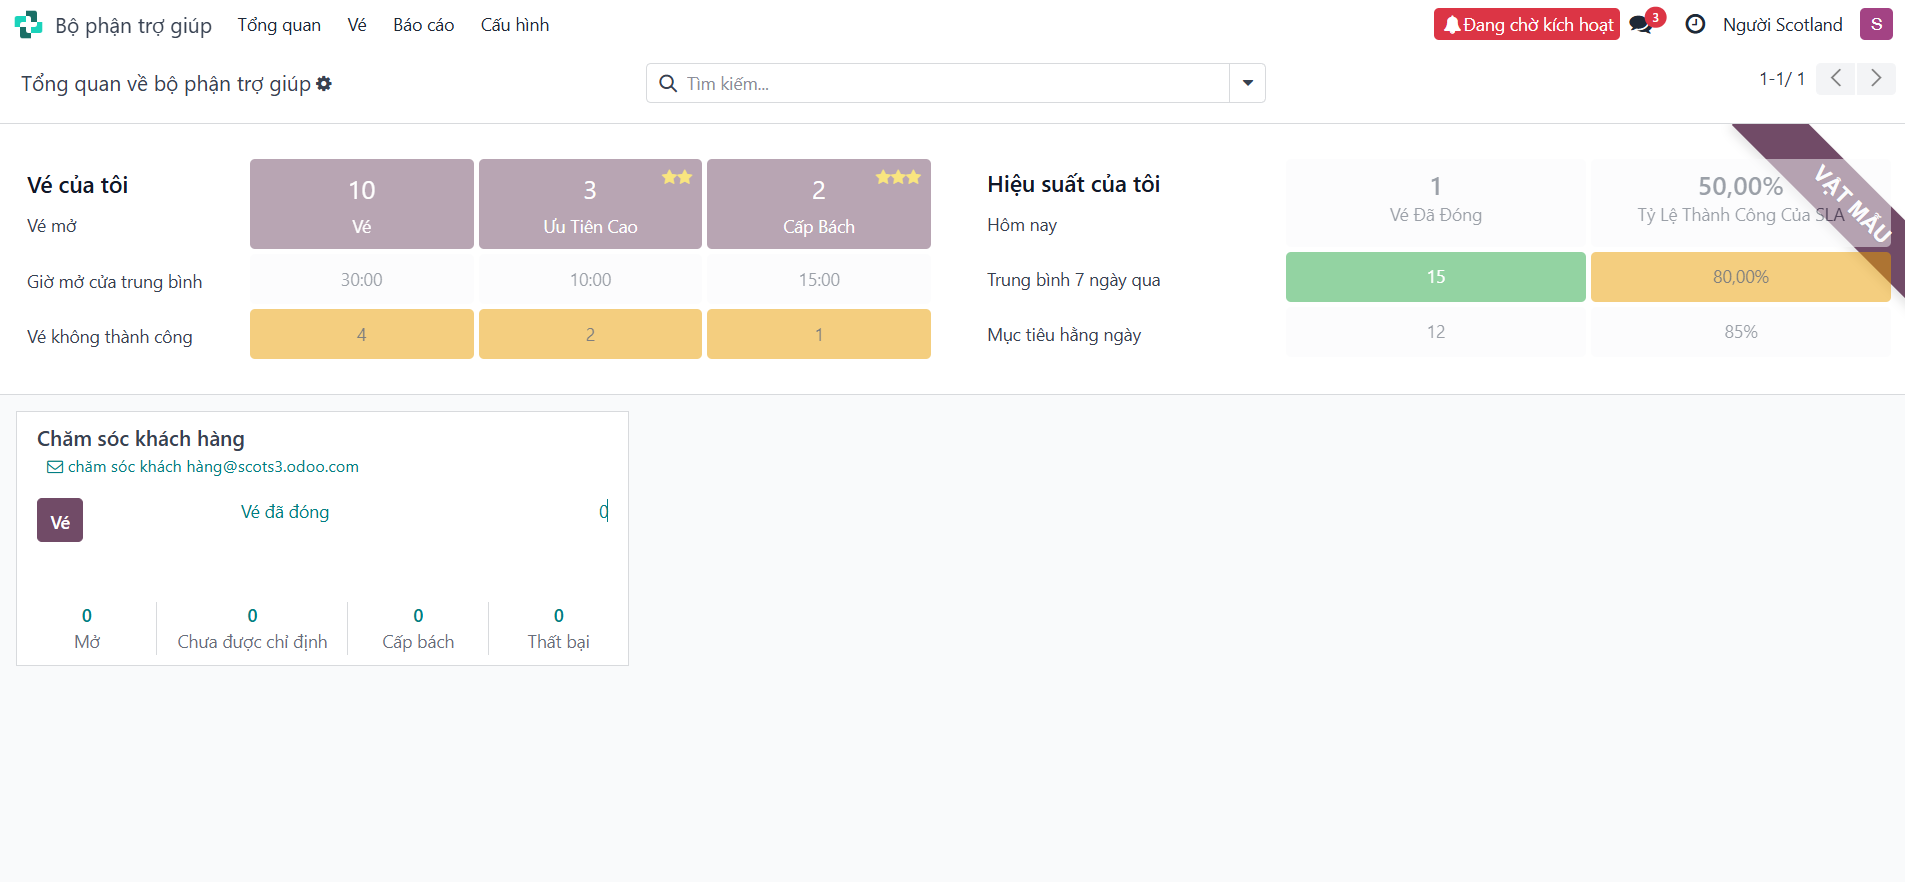 Bộ phận trợ giúp Tổng quan Vé Báo cáo Cấu hình Đang chờ kích hoạt 3 Người Scotland S
Tổng quan về bộ phận trợ giúp Tìm kiếm... 1-1/ 1
VẬT MẪU
Vé của tôi
Vé mở
10
Vé
3
Ưu Tiên Cao
2
Cấp Bách
Giờ mở cửa trung bình 30:00 10:00 15:00
Vé không thành công 4 2 1
Hiệu suất của tôi
Hôm nay
1
Vé Đã Đóng
50,00%
Tỷ Lệ Thành Công Của SLA
Trung bình 7 ngày qua 15 80,00%
Mục tiêu hằng ngày 12 85%
Chăm sóc khách hàng
chăm sóc khách hàng@scots3.odoo.com
Vé Vé đã đóng 0
0 0 0 0
Mở Chưa được chỉ định Cấp bách Thất bại